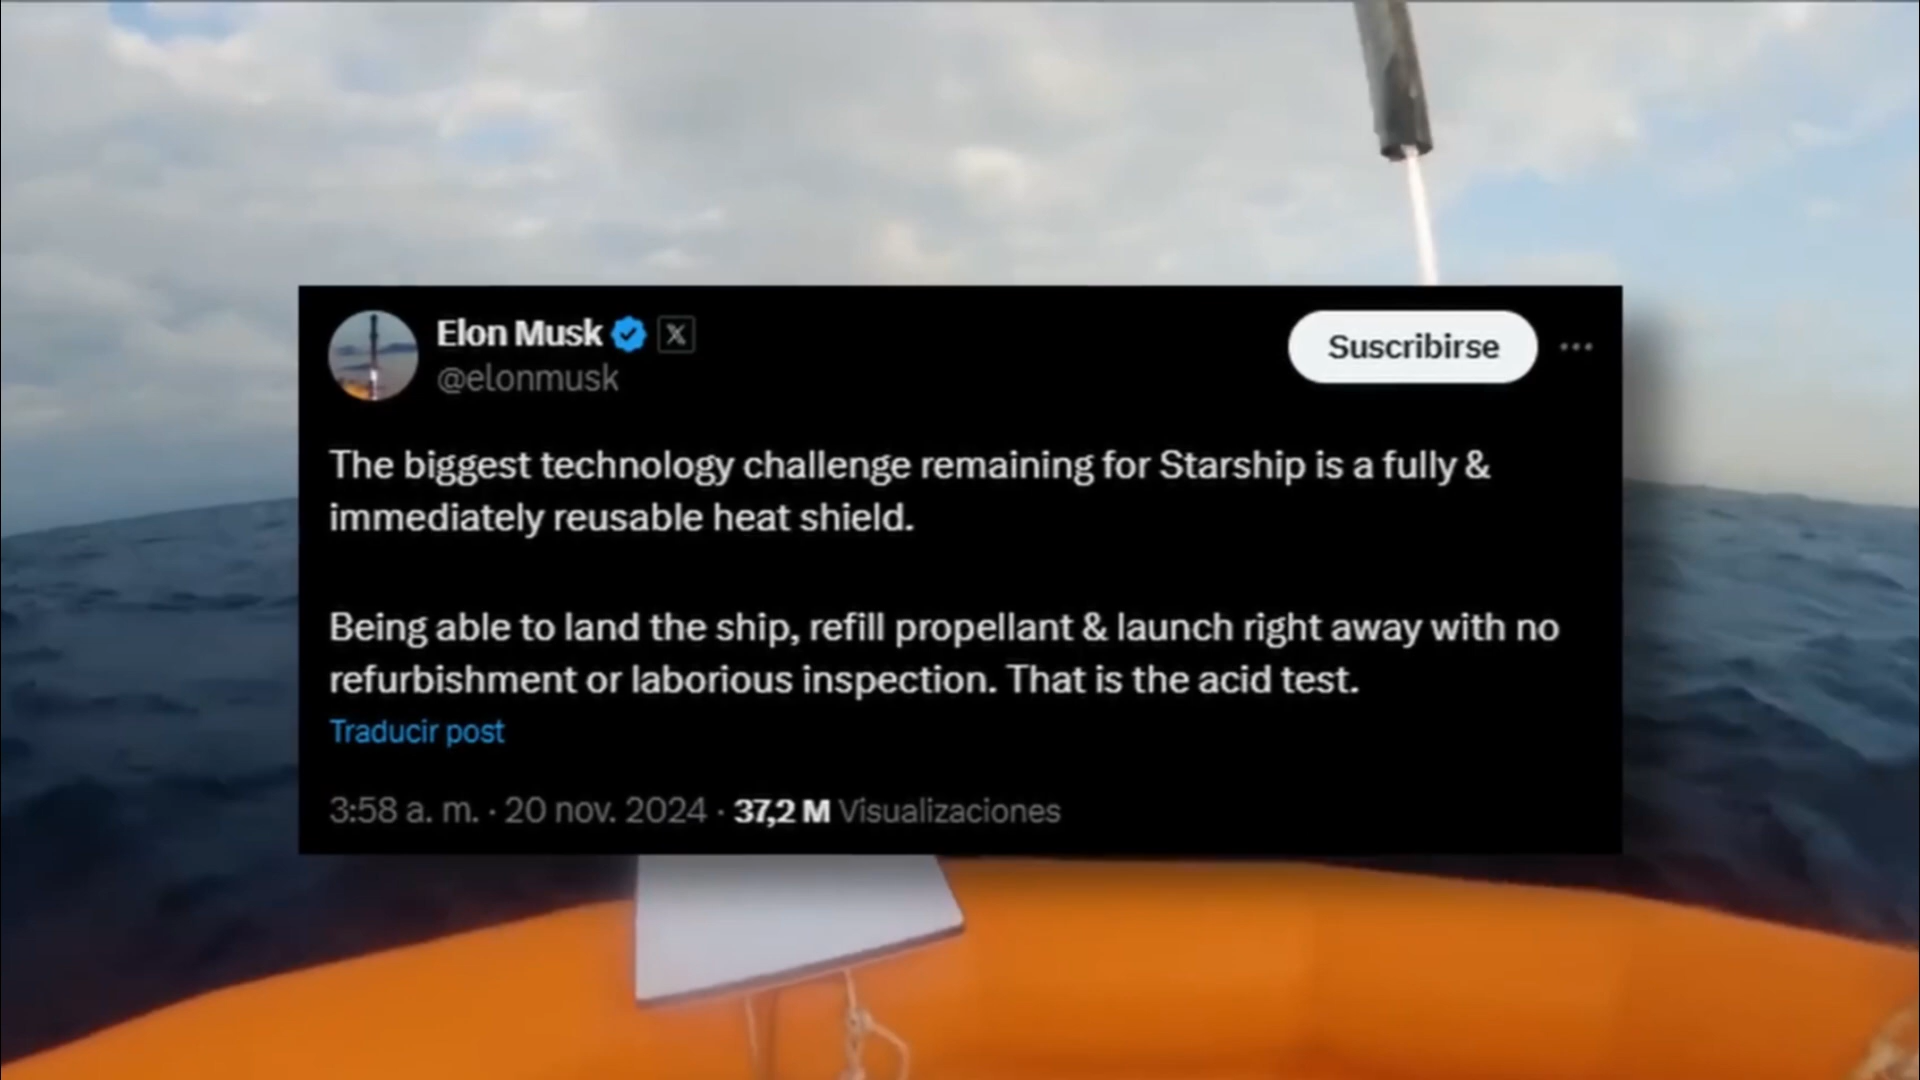 Elon Musk
@elonmusk
Suscribirse
The biggest technology challenge remaining for Starship is a fully &
immediately reusable heat shield.
Being able to land the ship, refill propellant & launch right away with no
refurbishment or laborious inspection. That is the acid test.
Traducir post
3:58 a. m. · 20 nov. 2024 · 37,2 M Visualizaciones